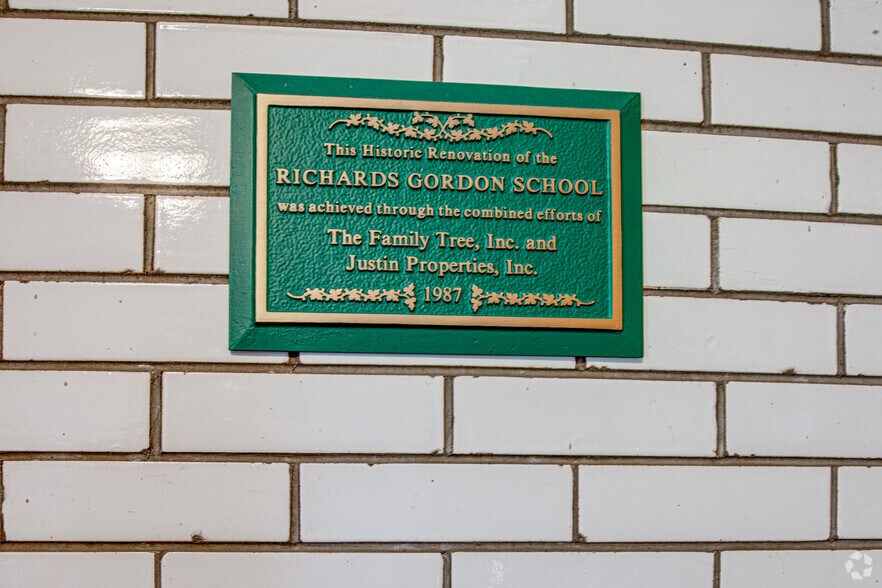 This Historic Renovation of the
RICHARDS GORDON SCHOOL
was achieved through the combined efforts of
The Family Tree, Inc. and
Justin Properties, Inc.
1987